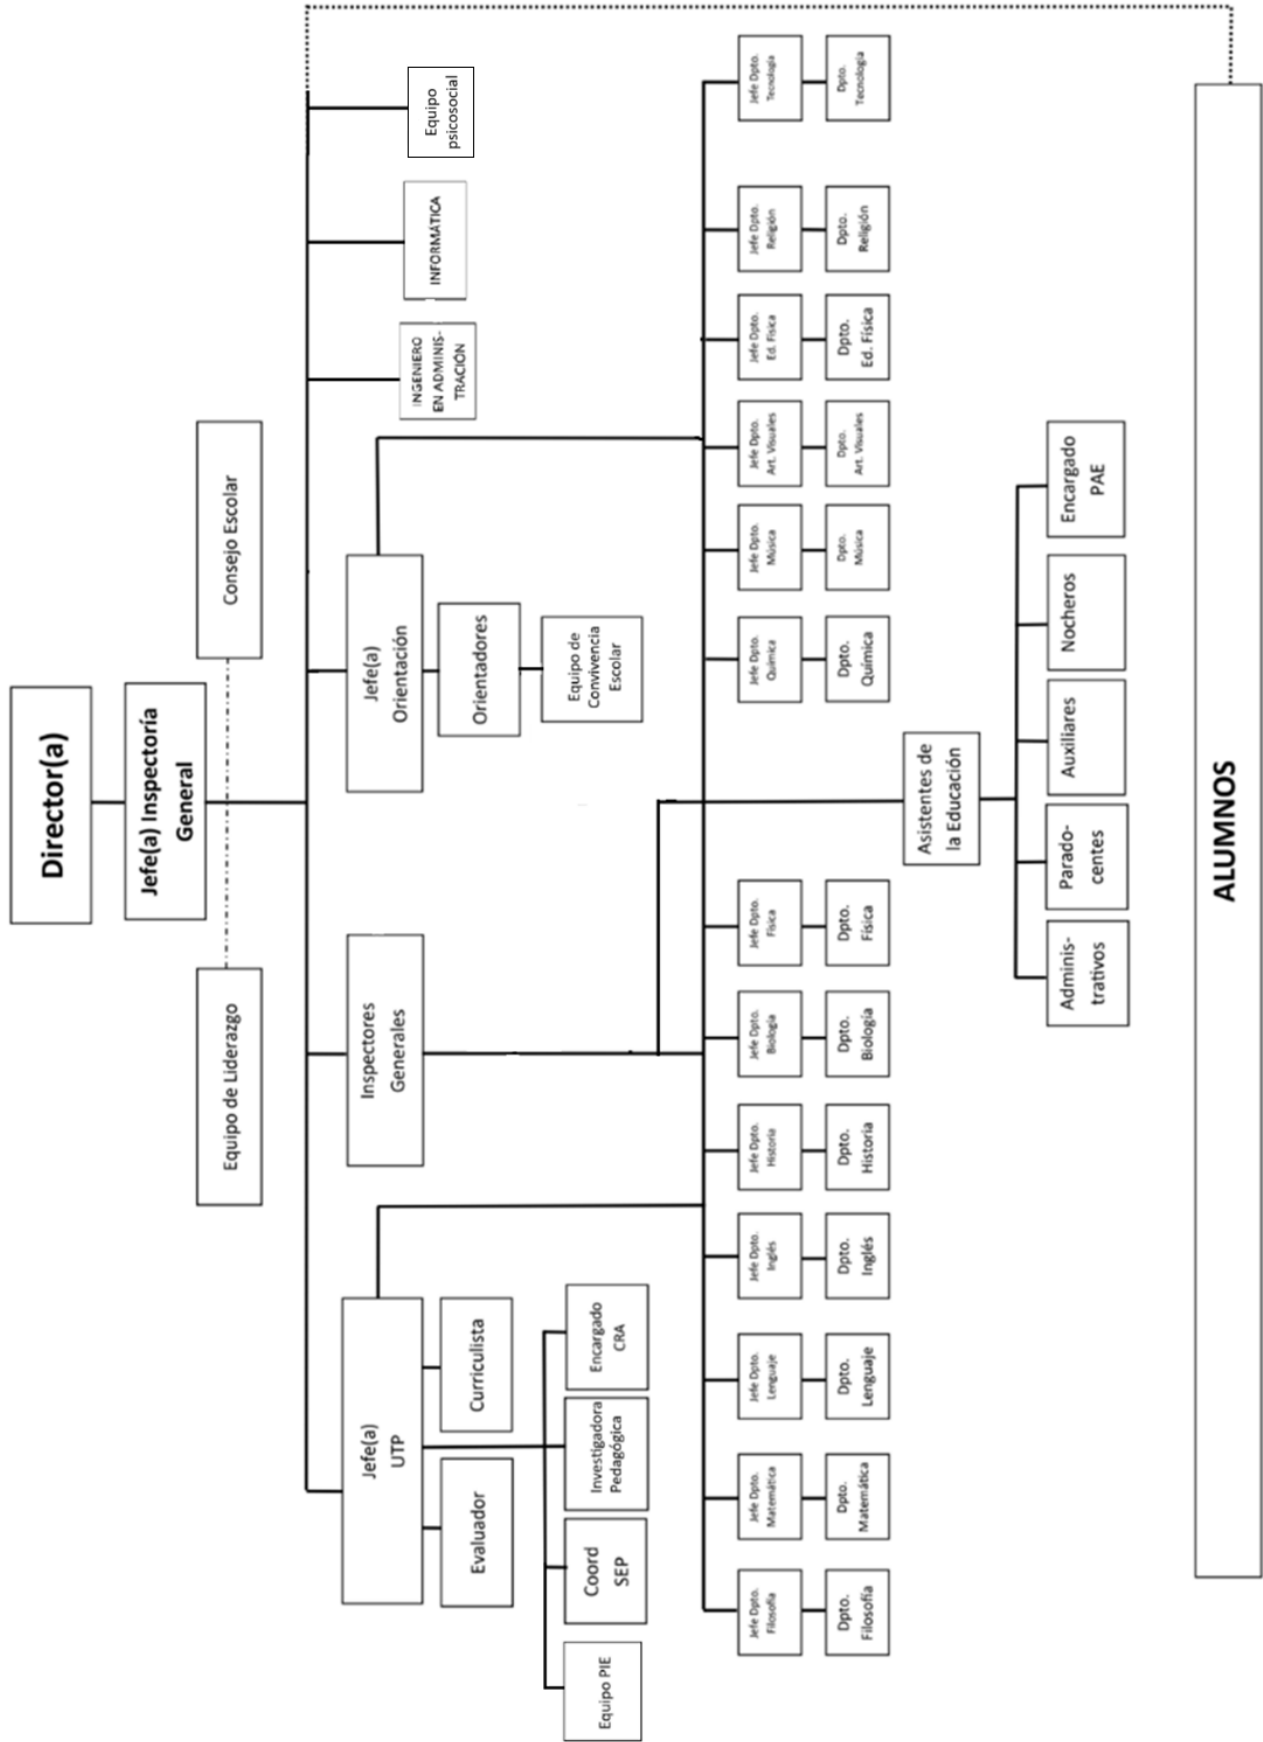 Director(a)
Jefe(a) Inspectoría
General
Equipo de Liderazgo
Consejo Escolar
Jefe(a)
UTP
Inspectores
Generales
Jefe(a)
Orientación
INGENIERO
EN ADMINIS-
TRACIÓN
INFORMÁTICA
Equipo
psicosocial
Evaluador
Curriculista
Orientadores
Equipo PIE
Coord
SEP
Investigadora
Pedagógica
Encargado
CRA
Equipo de
Convivencia
Escolar
Jefe Dpto.
Filosofía
Jefe Dpto.
Matemática
Jefe Dpto.
Lenguaje
Jefe Dpto.
Inglés
Jefe Dpto.
Historia
Jefe Dpto.
Biología
Jefe Dpto.
Física
Jefe Dpto.
Química
Jefe Dpto.
Música
Jefe Dpto.
Art. Visuales
Jefe Dpto.
Ed. Física
Jefe Dpto.
Religión
Jefe Dpto.
Tecnología
Dpto.
Filosofía
Dpto.
Matemática
Dpto.
Lenguaje
Dpto.
Inglés
Dpto.
Historia
Dpto.
Biología
Dpto.
Física
Dpto.
Química
Dpto.
Música
Dpto.
Art. Visuales
Dpto.
Ed. Física
Dpto.
Religión
Dpto.
Tecnología
Asistentes de
la Educación
Adminis-
trativos
Parado-
centes
Auxiliares
Nocheros
Encargado
PAE
ALUMNOS